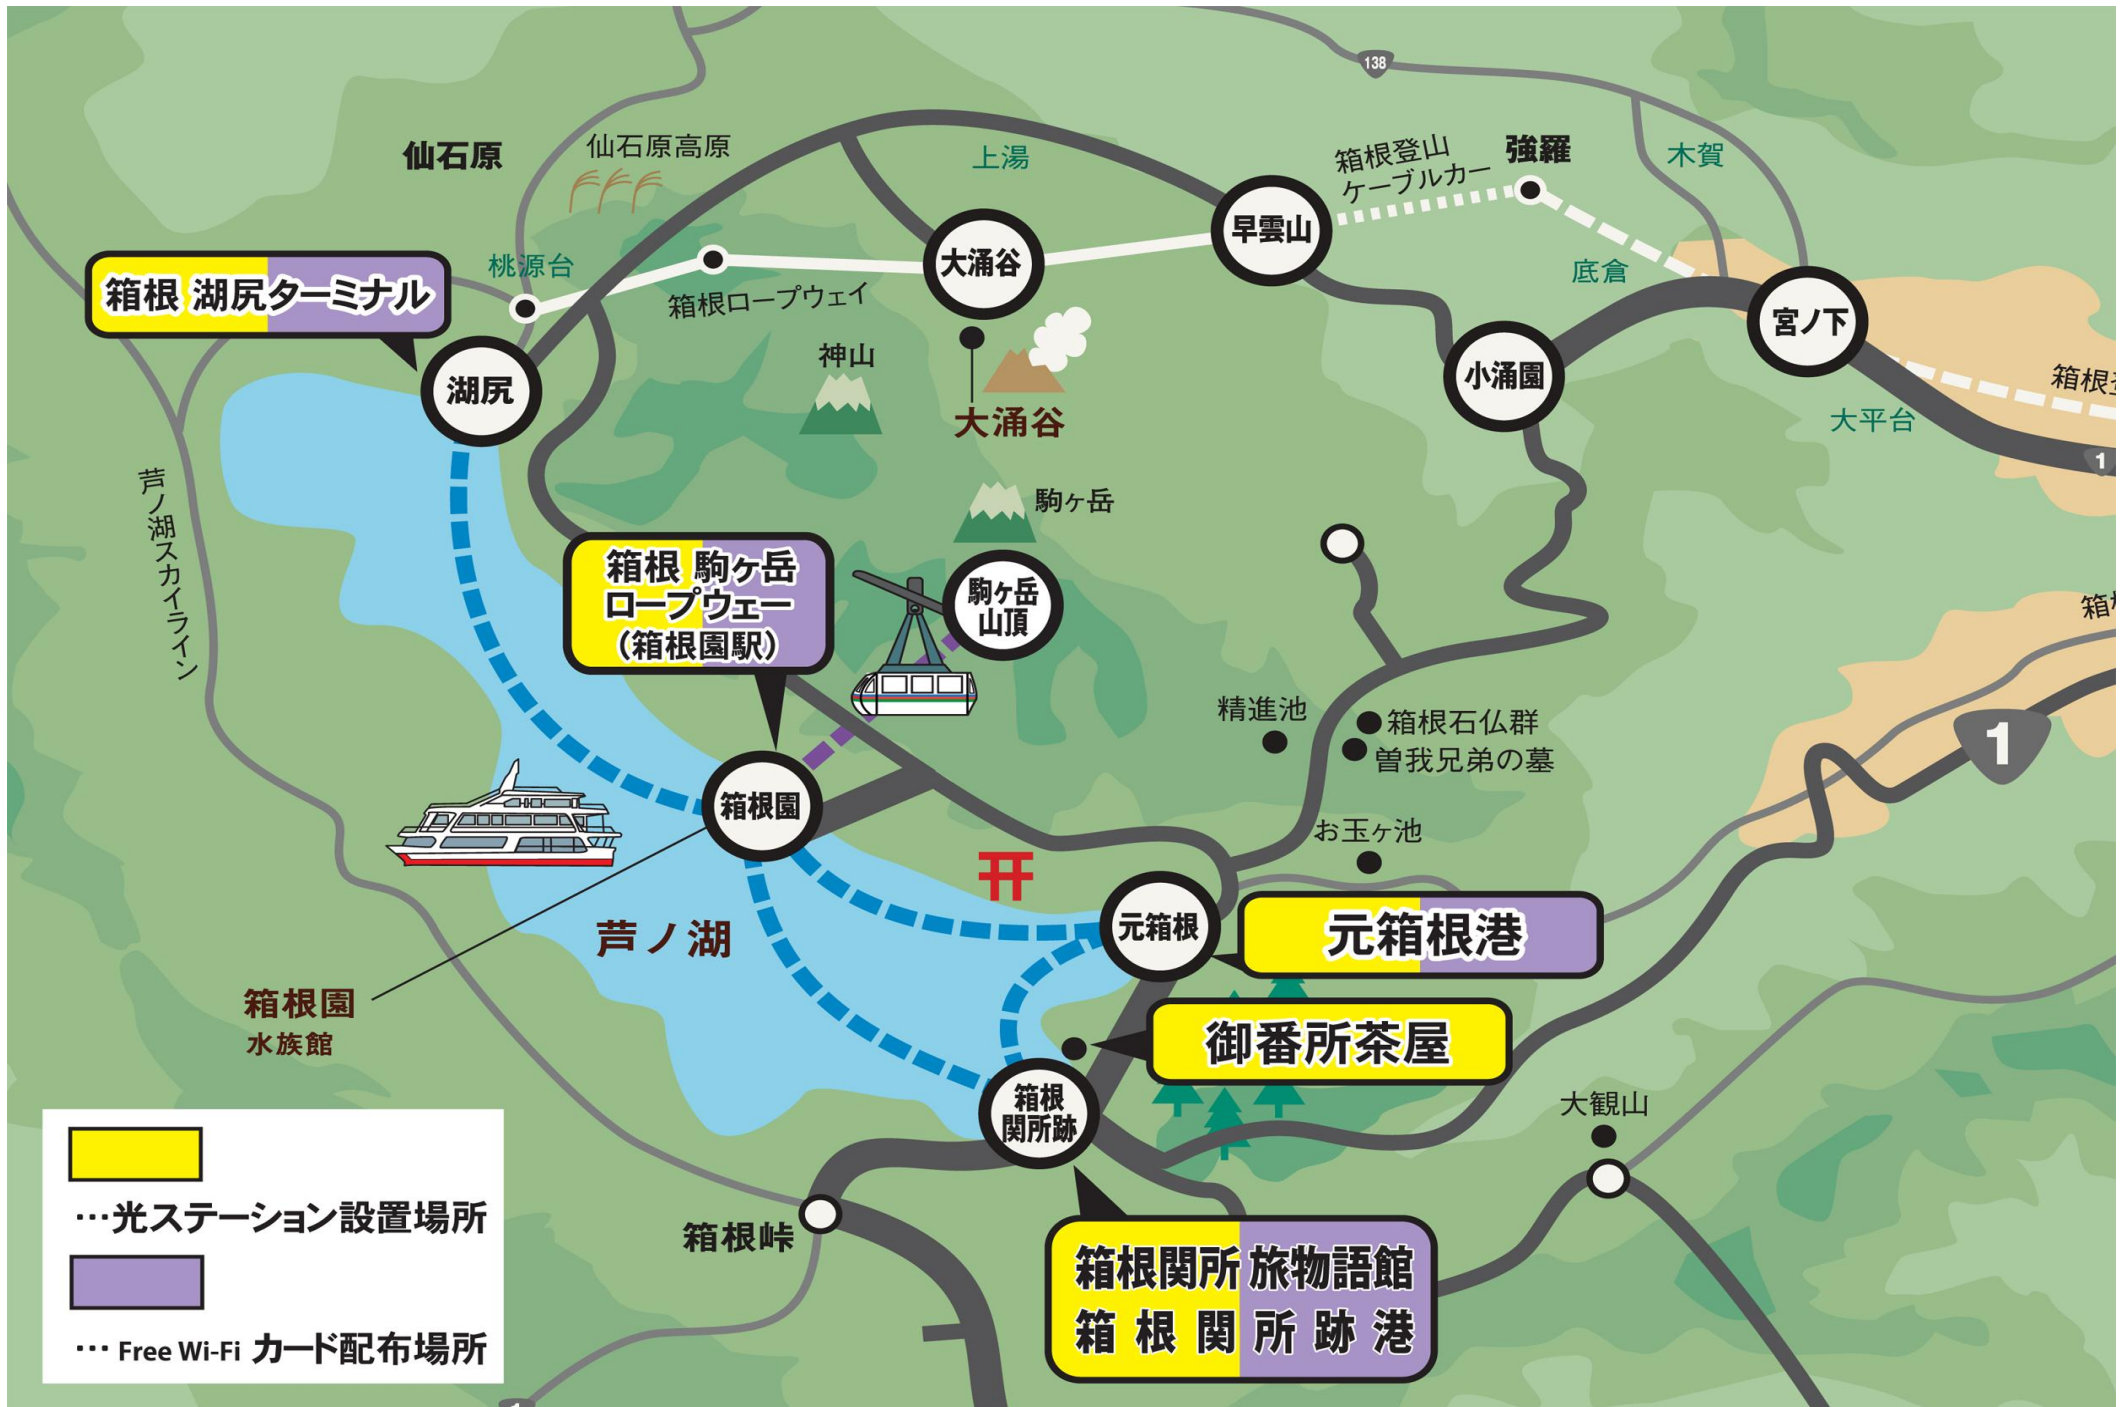 138
仙石原
仙石原高原
上湯
箱根登山
ケーブルカー
強羅
木賀
早雲山
大涌谷
桃源台
箱根 湖尻ターミナル
箱根ロープウェイ
底倉
宮ノ下
湖尻
神山
小涌園
箱根登
大涌谷
大平台
1
芦ノ湖スカイライン
駒ヶ岳
箱根 駒ヶ岳
ロープウェー
(箱根園駅)
駒ヶ岳
山頂
箱
精進池
箱根石仏群
曽我兄弟の墓
1
箱根園
お玉ヶ池
芦ノ湖
元箱根
元箱根港
箱根園
水族館
御番所茶屋
箱根
関所跡
大観山
箱根峠
箱根関所 旅物語館
箱根関所跡港
…光ステーション設置場所
… Free Wi-Fi カード配布場所
1